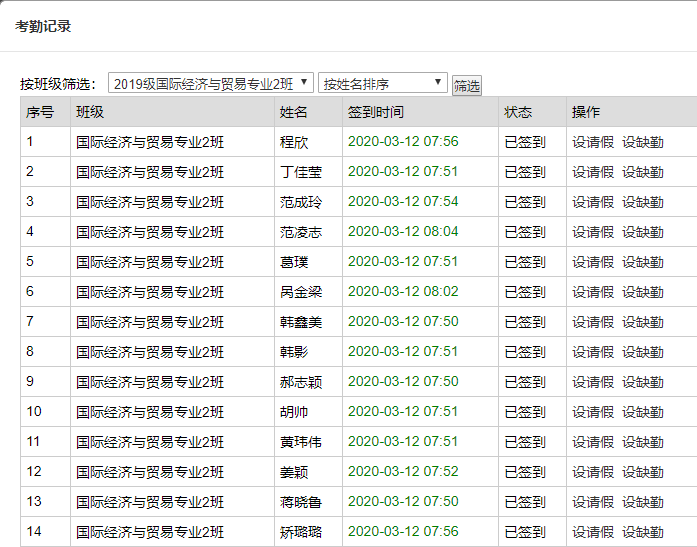 考勤记录
按班级筛选： 2019级国际经济与贸易专业2班 按姓名排序 筛选
序号 班级 姓名 签到时间 状态 操作
1 国际经济与贸易专业2班 程欣 2020-03-12 07:56 已签到 设请假 设缺勤
2 国际经济与贸易专业2班 丁佳莹 2020-03-12 07:51 已签到 设请假 设缺勤
3 国际经济与贸易专业2班 范成玲 2020-03-12 07:54 已签到 设请假 设缺勤
4 国际经济与贸易专业2班 范凌志 2020-03-12 08:04 已签到 设请假 设缺勤
5 国际经济与贸易专业2班 葛璞 2020-03-12 07:51 已签到 设请假 设缺勤
6 国际经济与贸易专业2班 呙金梁 2020-03-12 08:02 已签到 设请假 设缺勤
7 国际经济与贸易专业2班 韩鑫美 2020-03-12 07:50 已签到 设请假 设缺勤
8 国际经济与贸易专业2班 韩影 2020-03-12 07:51 已签到 设请假 设缺勤
9 国际经济与贸易专业2班 郝志颖 2020-03-12 07:50 已签到 设请假 设缺勤
10 国际经济与贸易专业2班 胡帅 2020-03-12 07:51 已签到 设请假 设缺勤
11 国际经济与贸易专业2班 黄玮伟 2020-03-12 07:51 已签到 设请假 设缺勤
12 国际经济与贸易专业2班 姜颖 2020-03-12 07:52 已签到 设请假 设缺勤
13 国际经济与贸易专业2班 蒋晓鲁 2020-03-12 07:50 已签到 设请假 设缺勤
14 国际经济与贸易专业2班 矫璐璐 2020-03-12 07:56 已签到 设请假 设缺勤